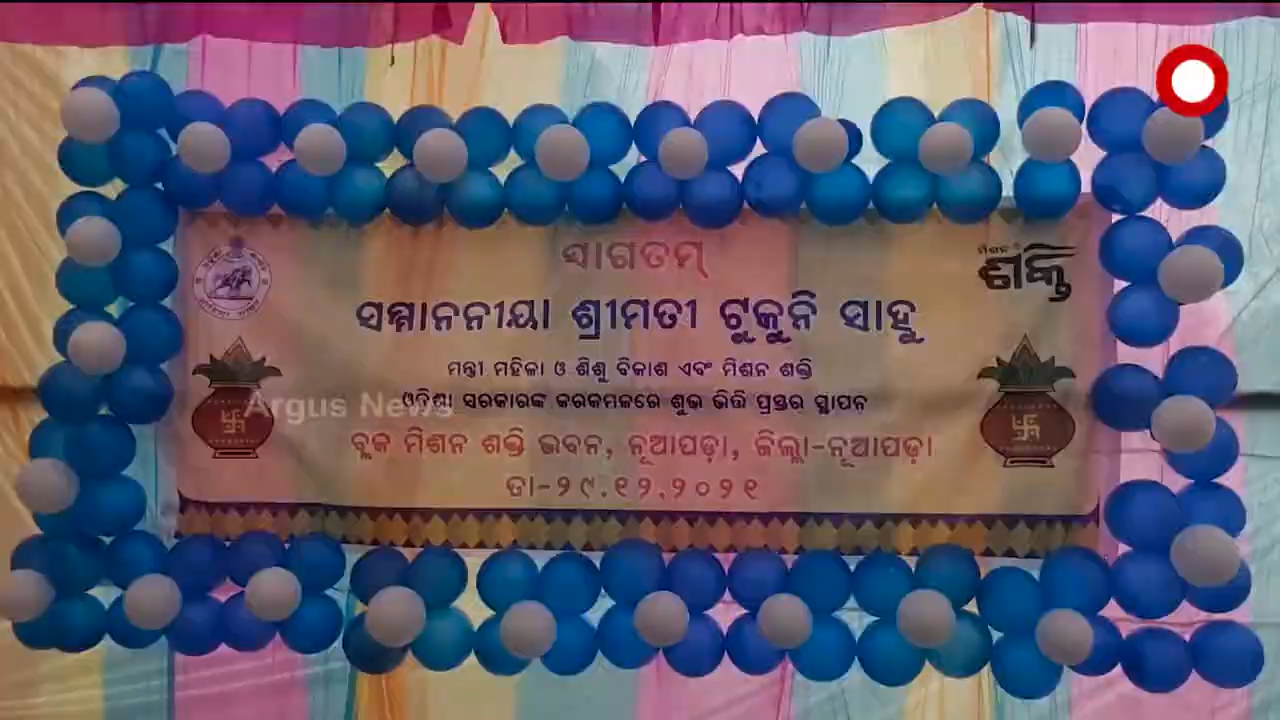 ସ୍ୱାଗତମ୍
ମିଶନ ଶକ୍ତି
ସମ୍ମାନନୀୟା ଶ୍ରୀମତୀ ଟୁକୁନି ସାହୁ
ମନ୍ତ୍ରୀ ମହିଳା ଓ ଶିଶୁ ବିକାଶ ଏବଂ ମିଶନ ଶକ୍ତି
ଓଡିଶା ସରକାରଙ୍କ କରକମଳରେ ଶୁଭ ଭିତ୍ତି ପ୍ରସ୍ତର ସ୍ଥାପନ
Argus News
ବ୍ଲକ ମିଶନ ଶକ୍ତି ଭବନ, ନୂଆପଡ଼ା, ଜିଲ୍ଲା-ନୂଆପଡ଼ା
ତା-୨୯.୧୨.୨୦୨୧